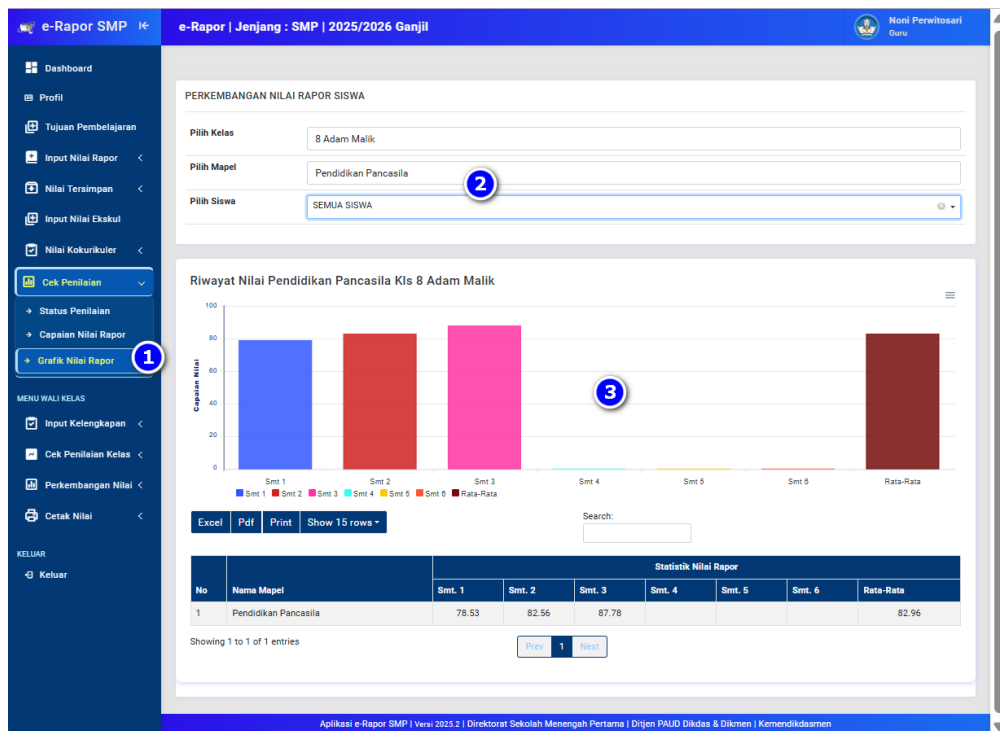 e-Rapor SMP
e-Rapor | Jenjang : SMP | 2025/2026 Ganjil
Noni Perwitosari
Guru
Dashboard
Profil
Tujuan Pembelajaran
Input Nilai Rapor
Nilai Tersimpan
Input Nilai Ekskul
Nilai Kokurikuler
Cek Penilaian
Status Penilaian
Capaian Nilai Rapor
Grafik Nilai Rapor
1
MENU WALI KELAS
Input Kelengkapan
Cek Penilaian Kelas
Perkembangan Nilai
Cetak Nilai
KELUAR
Keluar
PERKEMBANGAN NILAI RAPOR SISWA
Pilih Kelas
8 Adam Malik
Pilih Mapel
Pendidikan Pancasila
2
Pilih Siswa
SEMUA SISWA
Riwayat Nilai Pendidikan Pancasila Kls 8 Adam Malik
100
80
60
40
20
0
Capaian Nilai
3
Smt 1 Smt 2 Smt 3 Smt 4 Smt 5 Smt 6 Rata-Rata
Smt 1 Smt 2 Smt 3 Smt 4 Smt 5 Smt 6 Rata-Rata
Excel Pdf Print Show 15 rows
Search:
Statistik Nilai Rapor
No Nama Mapel Smt. 1 Smt. 2 Smt. 3 Smt. 4 Smt. 5 Smt. 6 Rata-Rata
1 Pendidikan Pancasila 78.53 82.56 87.78 82.96
Showing 1 to 1 of 1 entries
Prev 1 Next
Aplikasi e-Rapor SMP | Versi 2025.2 | Direktorat Sekolah Menengah Pertama | Ditjen PAUD Dikdas & Dikmen | Kemendikdasmen